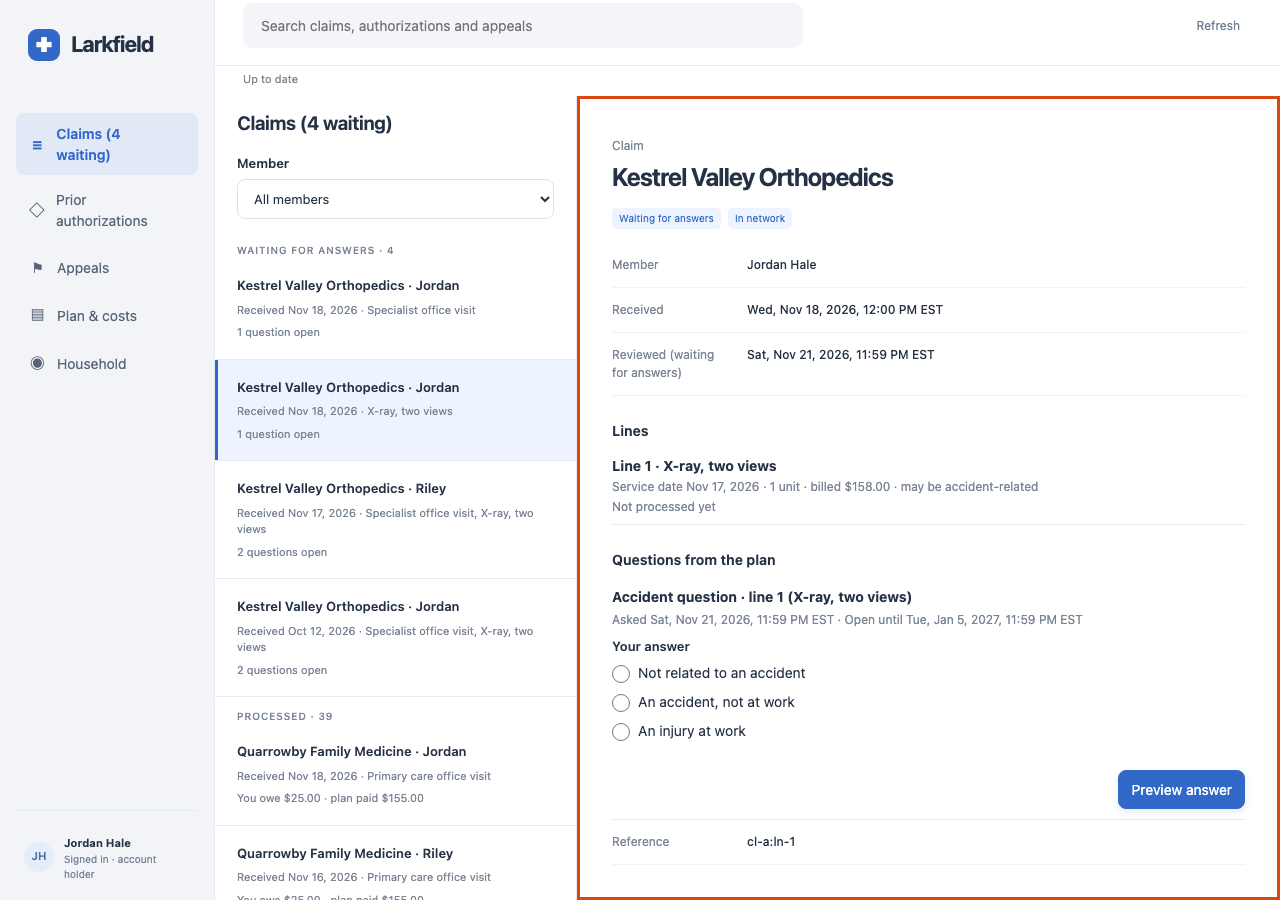 Larkfield
Claims (4
waiting)
Prior
authorizations
Appeals
Plan & costs
Household
JH
Jordan Hale
Signed in · account
holder
Search claims, authorizations and appeals
Refresh
Up to date
Claims (4 waiting)
Member
All members
WAITING FOR ANSWERS · 4
Kestrel Valley Orthopedics · Jordan
Received Nov 18, 2026 · Specialist office visit
1 question open
Kestrel Valley Orthopedics · Jordan
Received Nov 18, 2026 · X-ray, two views
1 question open
Kestrel Valley Orthopedics · Riley
Received Nov 17, 2026 · Specialist office visit, X-ray, two
views
2 questions open
Kestrel Valley Orthopedics · Jordan
Received Oct 12, 2026 · Specialist office visit, X-ray, two
views
2 questions open
PROCESSED · 39
Quarrowby Family Medicine · Jordan
Received Nov 18, 2026 · Primary care office visit
You owe $25.00 · plan paid $155.00
Quarrowby Family Medicine · Riley
Received Nov 16, 2026 · Primary care office visit
You owe $25.00 · plan paid $155.00
Claim
Kestrel Valley Orthopedics
Waiting for answers
In network
Member
Jordan Hale
Received
Wed, Nov 18, 2026, 12:00 PM EST
Reviewed (waiting
for answers)
Sat, Nov 21, 2026, 11:59 PM EST
Lines
Line 1 · X-ray, two views
Service date Nov 17, 2026 · 1 unit · billed $158.00 · may be accident-related
Not processed yet
Questions from the plan
Accident question · line 1 (X-ray, two views)
Asked Sat, Nov 21, 2026, 11:59 PM EST · Open until Tue, Jan 5, 2027, 11:59 PM EST
Your answer
Not related to an accident
An accident, not at work
An injury at work
Preview answer
Reference
cl-a:ln-1